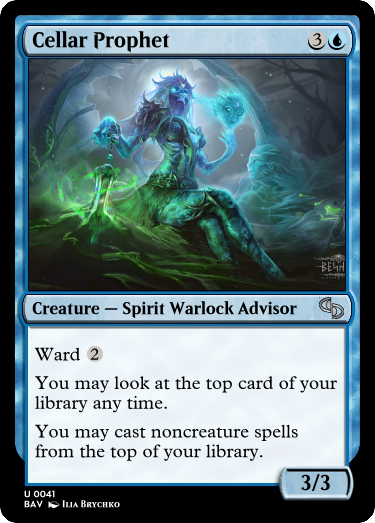 Cellar Prophet 3
Creature — Spirit Warlock Advisor
Ward 2
You may look at the top card of your
library any time.
You may cast noncreature spells
from the top of your library.
3/3
U 0041
BAV Ilia Brychko